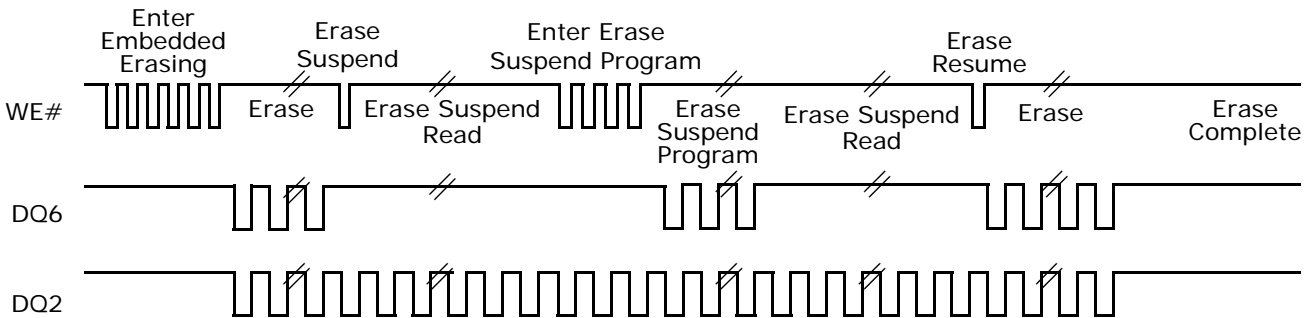 Enter
Embedded
Erasing
Erase
Suspend
Enter Erase
Suspend Program
Erase
Resume
WE#
Erase
Erase Suspend
Read
Erase
Suspend
Program
Erase Suspend
Read
Erase
Erase
Complete
DQ6
DQ2